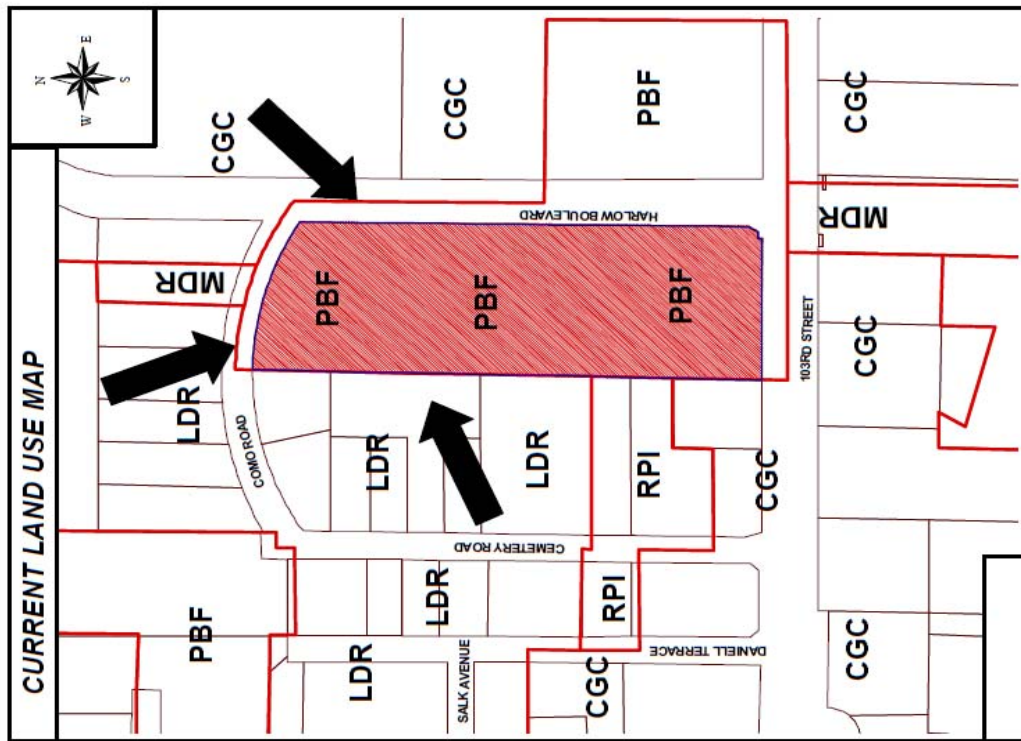 CURRENT LAND USE MAP
N
E
S
W
CGC
CGC
PBF
CGC
MDR
HARLOW BOULEVARD
MDR
PBF
PBF
PBF
103RD STREET
CGC
LDR
COMO ROAD
LDR
LDR
RPI
CGC
CEMETERY ROAD
PBF
LDR
RPI
LDR
SALK AVENUE
CGC
DANIELL TERRACE
CGC